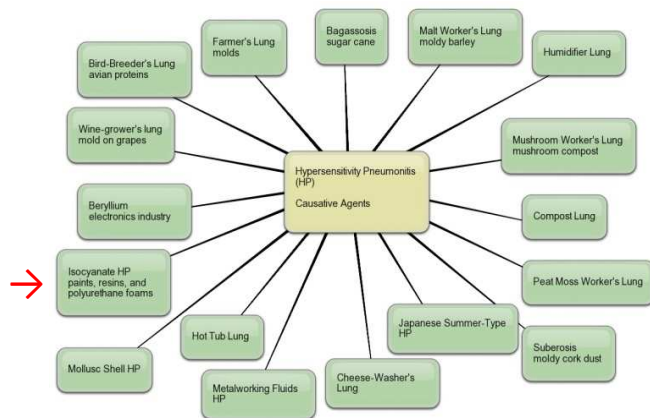 Bagassosis
sugar cane
Malt Worker's Lung
moldy barley
Farmer's Lung
molds
Humidifier Lung
Bird-Breeder's Lung
avian proteins
Wine-grower's lung
mold on grapes
Mushroom Worker's Lung
mushroom compost
Hypersensitivity Pneumonitis
(HP)
Causative Agents
Beryllium
electronics industry
Compost Lung
Isocyanate HP
paints, resins, and
polyurethane foams
Peat Moss Worker's Lung
Hot Tub Lung
Japanese Summer-Type
HP
Suberosis
moldy cork dust
Mollusc Shell HP
Metalworking Fluids
HP
Cheese-Washer's
Lung